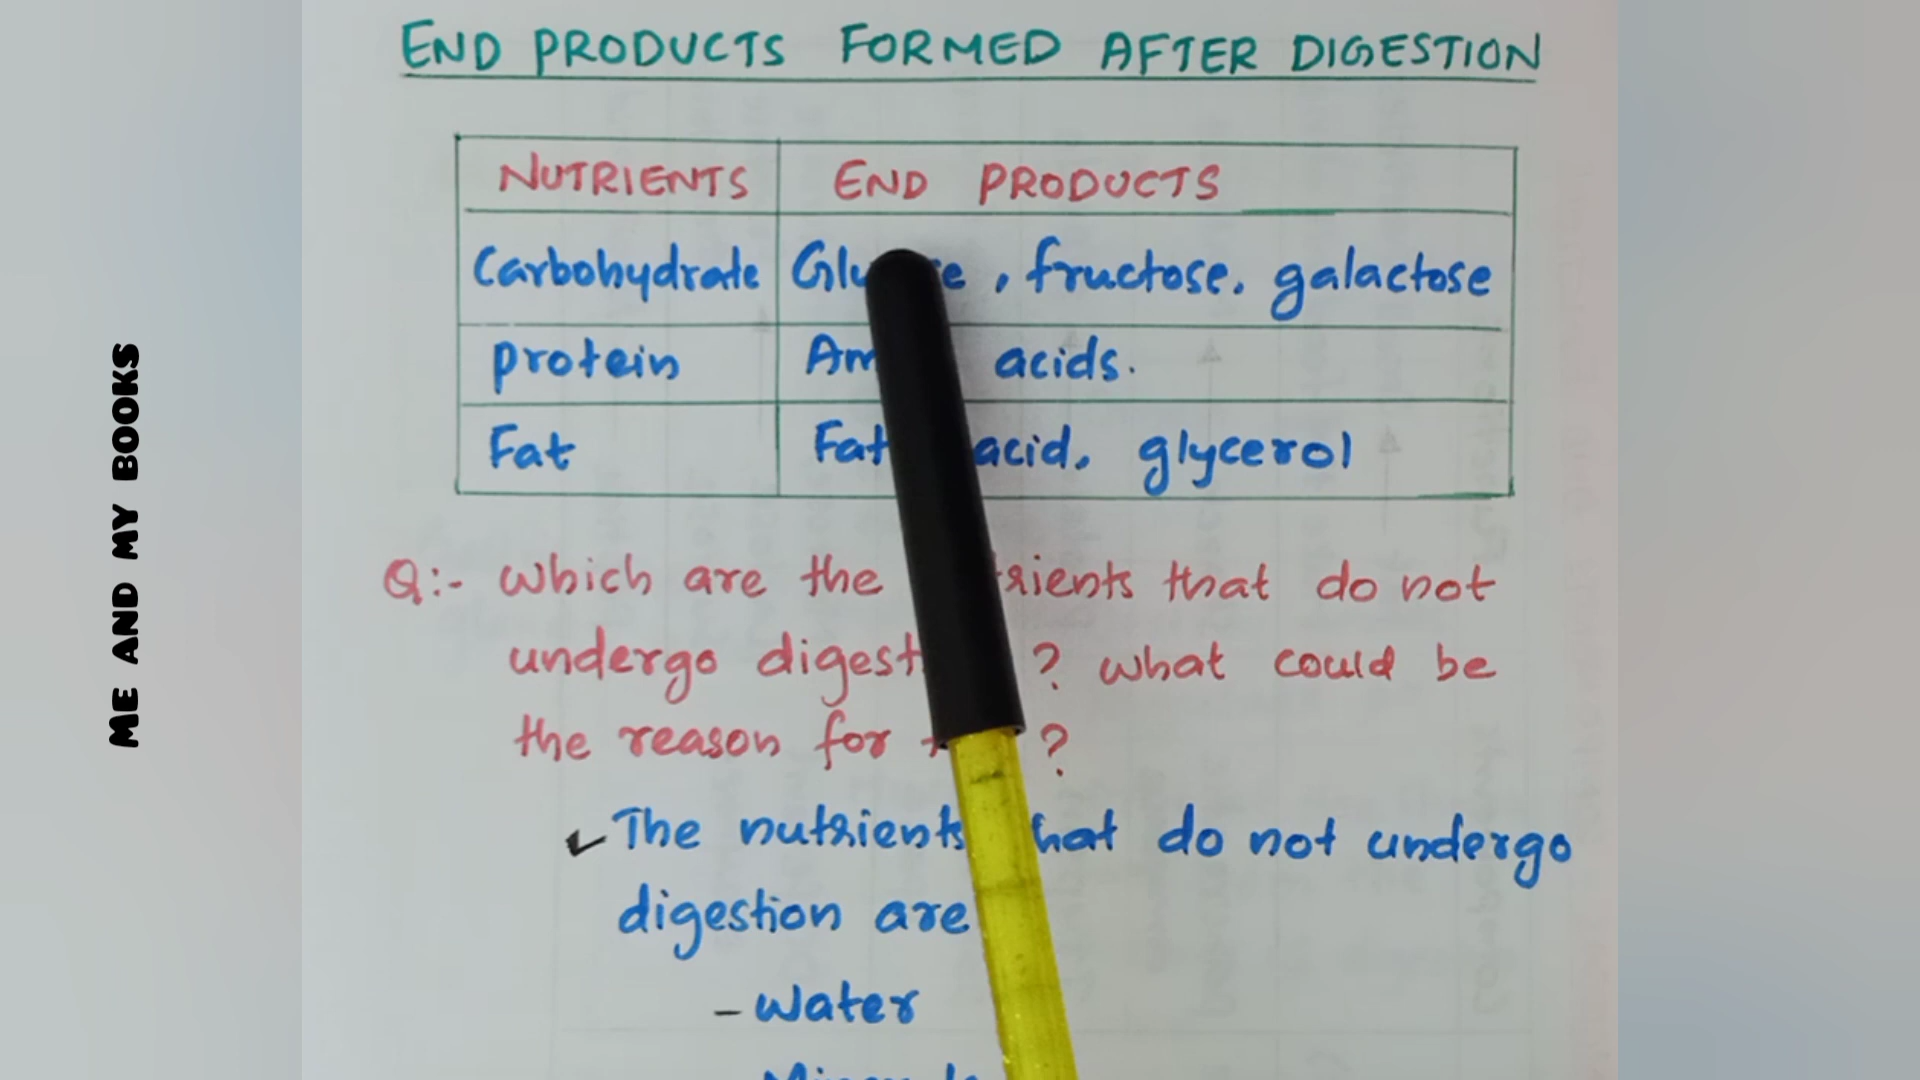 END PRODUCTS FORMED AFTER DIGESTION
NUTRIENTS END PRODUCTS
Carbohydrate , fructose, galactose
protein acids.
Fat acid, glycerol
Q:- Which are the that do not
undergo ? what could be
the reason for ?
The nutrients that do not undergo
digestion are
- Water
ME AND MY BOOKS